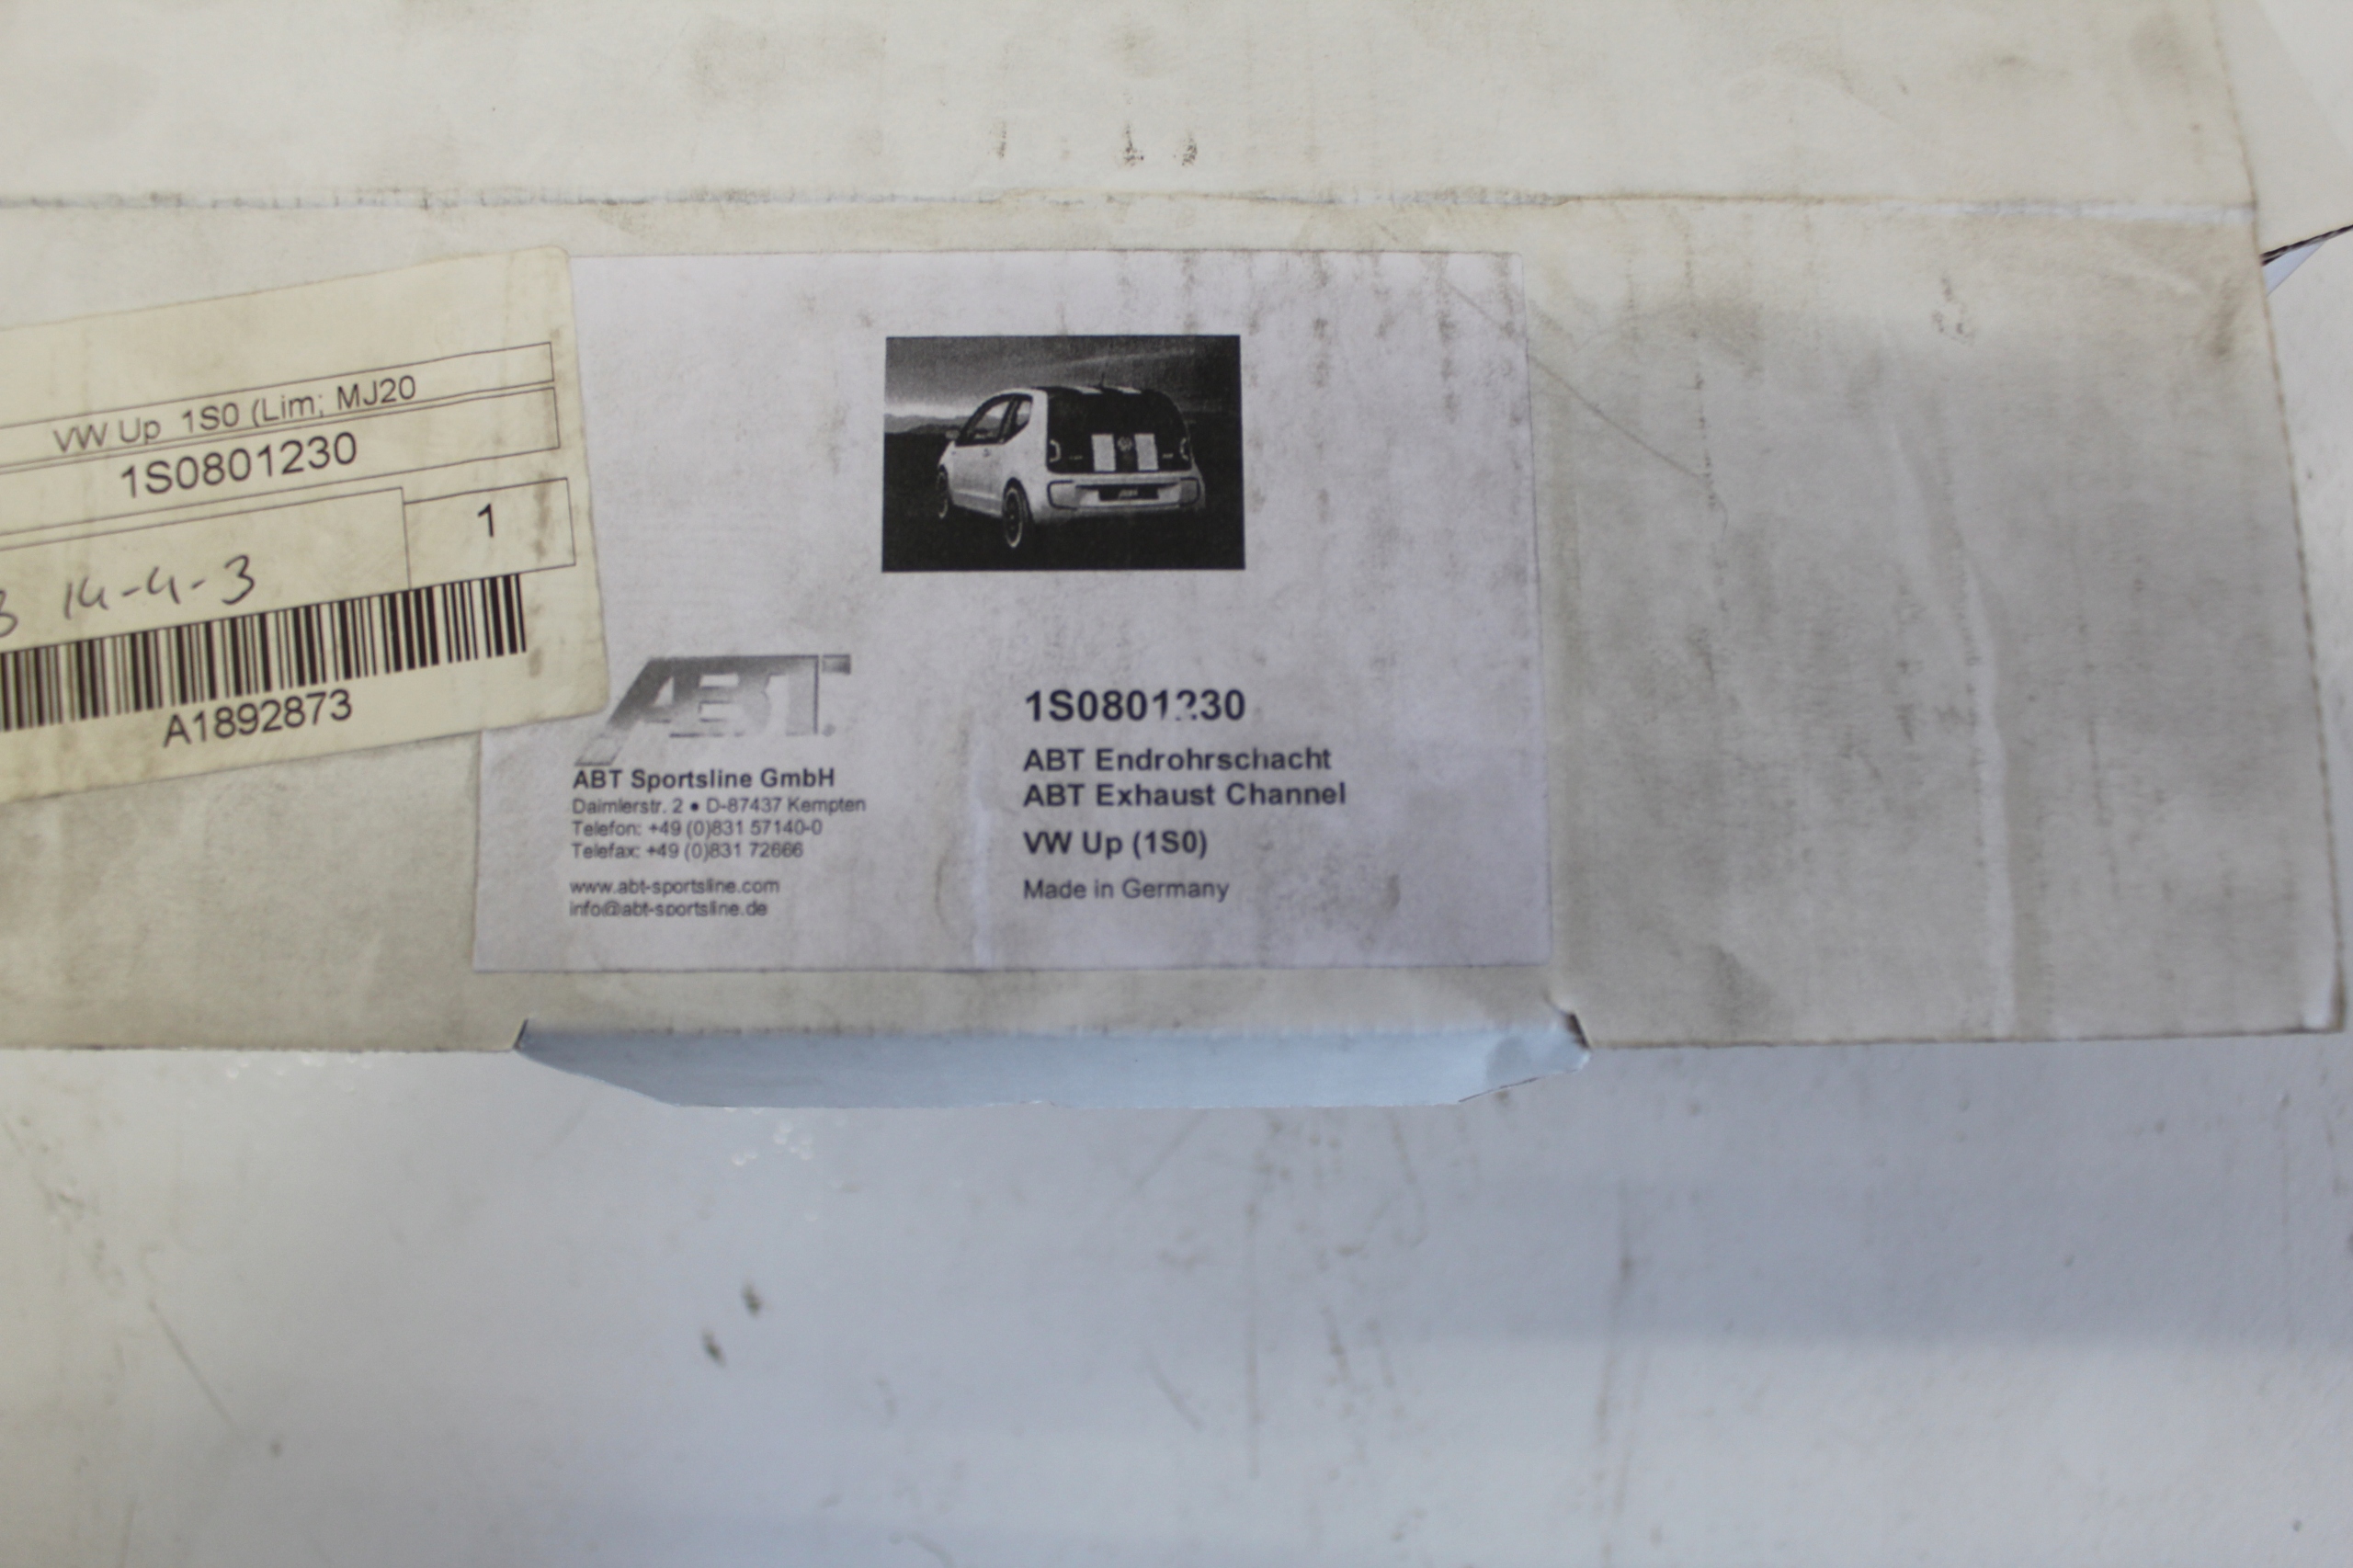 VW Up 1S0 (Lim; MJ20
1S0801230
1
3 14-4-3
A1892873
ABT
ABT Sportsline GmbH
Daimlerstr. 2 • D-87437 Kempten
Telefon: +49 (0)831 57140-0
Telefax: +49 (0)831 72666
www.abt-sportsline.com
info@abt-sportsline.de
1S0801230
ABT Endrohrschacht
ABT Exhaust Channel
VW Up (1S0)
Made in Germany